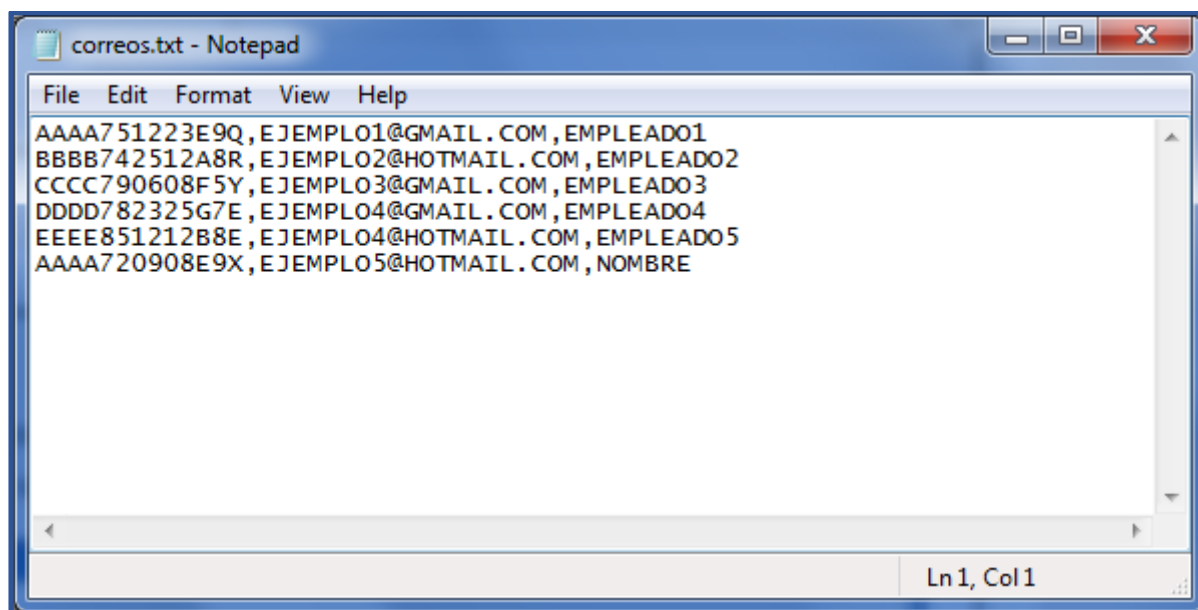 correos.txt - Notepad
File Edit Format View Help
AAAA751223E9Q,EJEMPLO1@GMAIL.COM,EMPLEADO1
BBBB742512A8R,EJEMPLO2@HOTMAIL.COM,EMPLEADO2
CCCC790608F5Y,EJEMPLO3@GMAIL.COM,EMPLEADO3
DDDD782325G7E,EJEMPLO4@GMAIL.COM,EMPLEADO4
EEEE851212B8E,EJEMPLO4@HOTMAIL.COM,EMPLEADO5
AAAA720908E9X,EJEMPLO5@HOTMAIL.COM,NOMBRE
Ln 1, Col 1